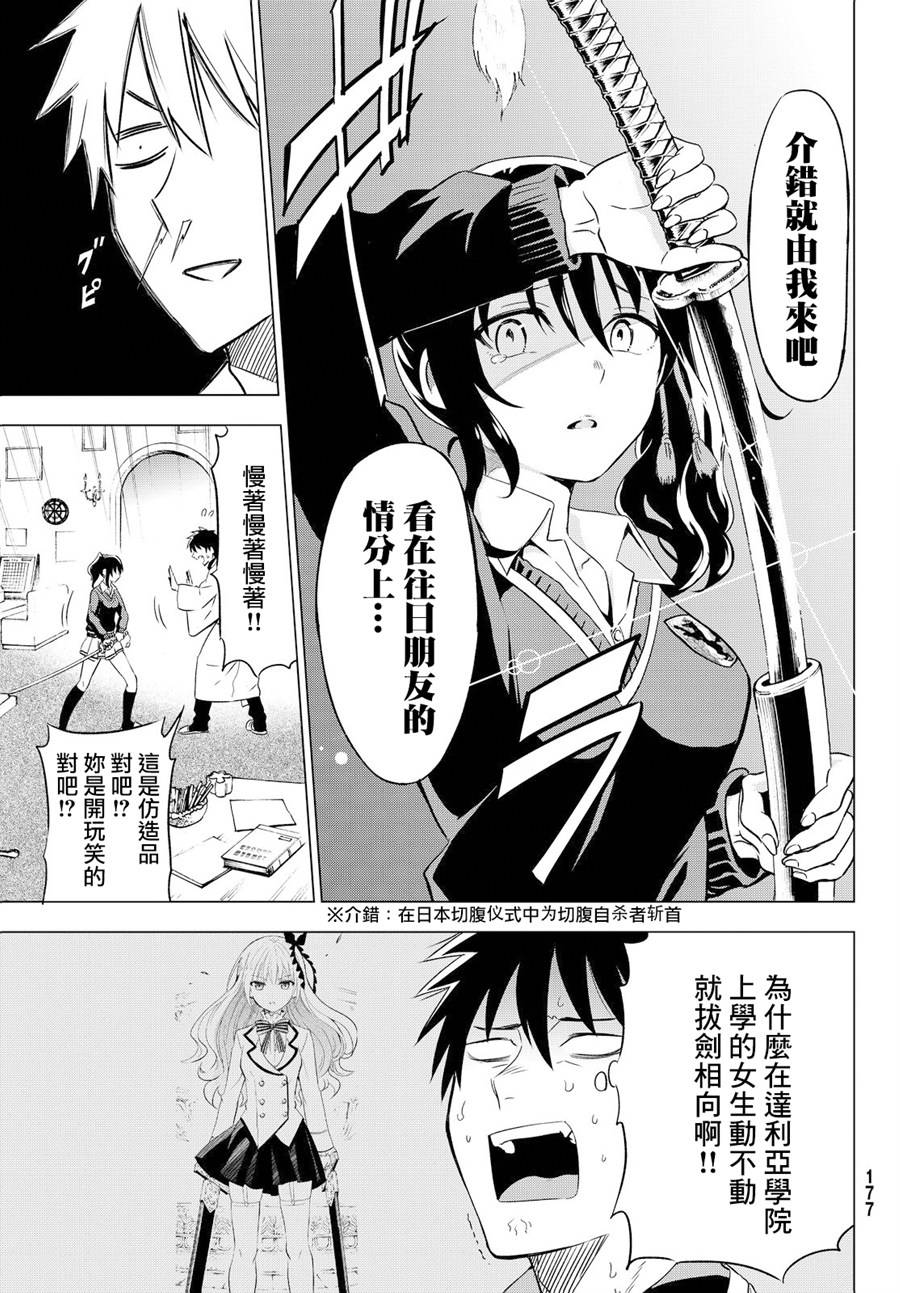 介錯就由我來吧
看在往日朋友的
情分上…
ズラ
グピ
慢著慢著慢著!!
這是仿造品
對吧!?
妳是開玩笑的
對吧!?
※介錯：在日本切腹仪式中为切腹自杀者斩首
為什麼在達利亞學院
上學的女生動不動
就拔劍相向啊!!
177